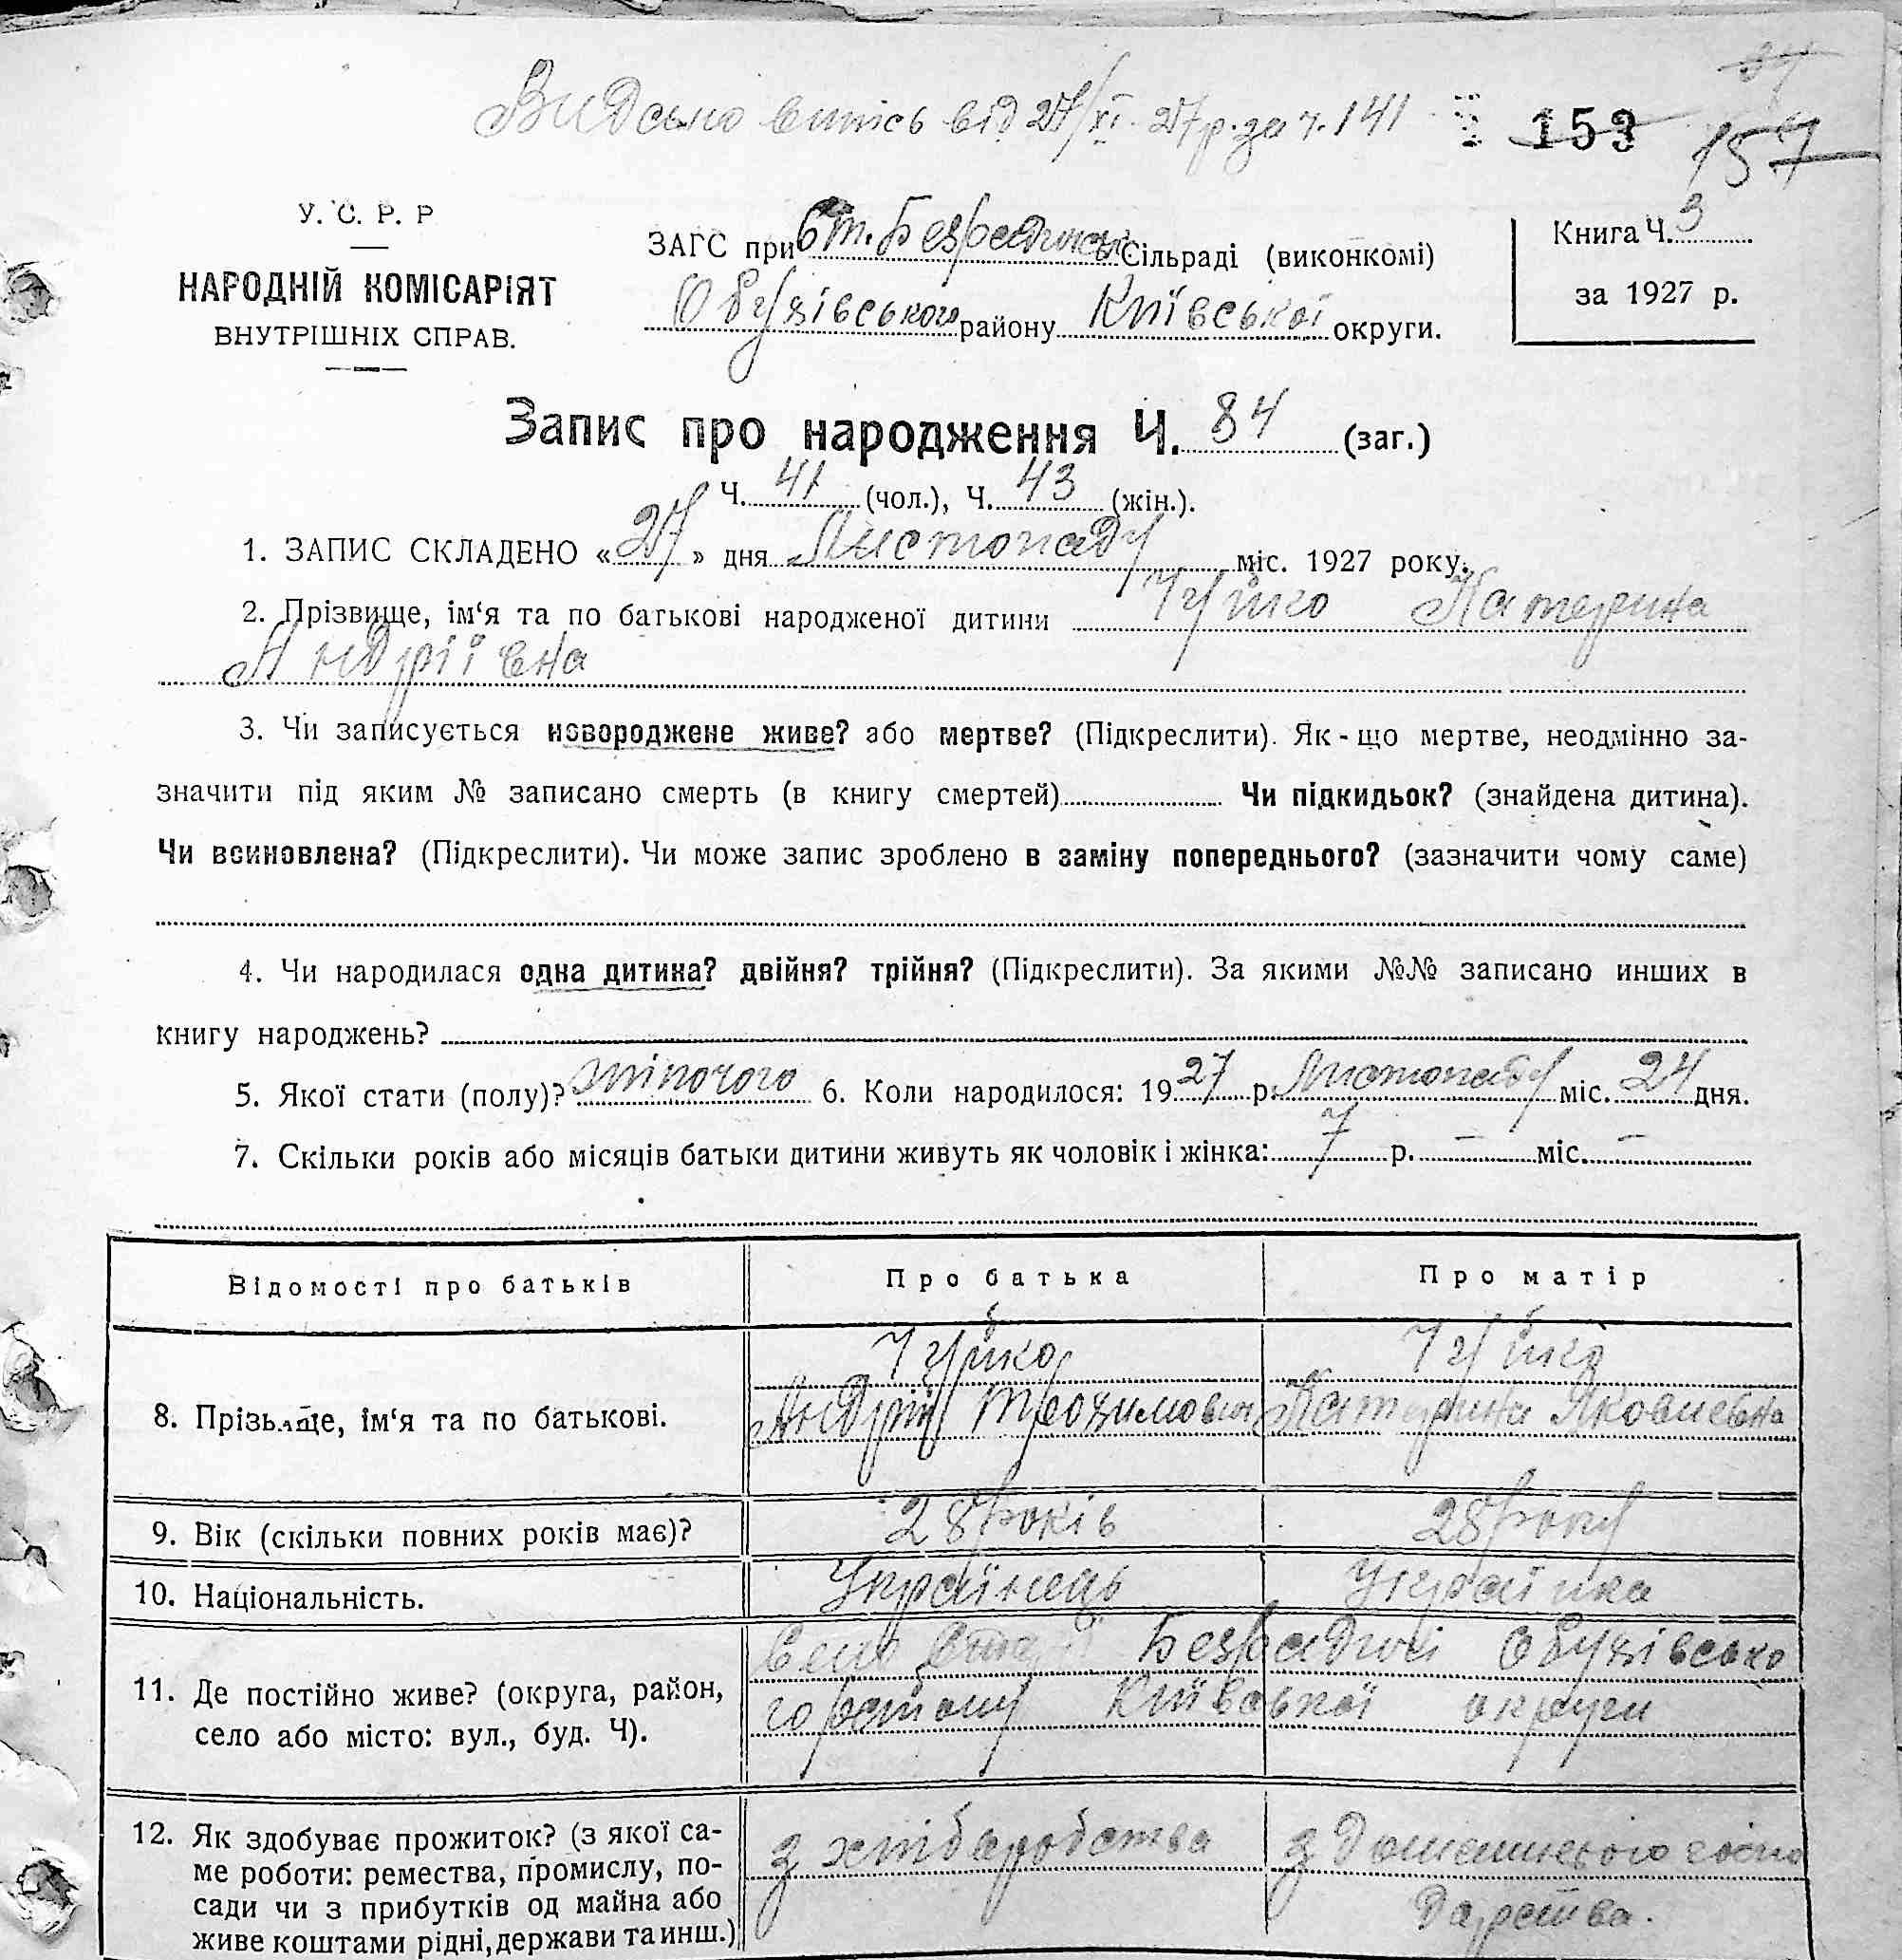 Видсьно витісь від 27/XI-27р. за ч. 141
153 157
У. С. Р. Р
НАРОДНІЙ КОМІСАРІЯТ
ВНУТРІШНІХ СПРАВ.
ЗАГС при Ст. Безрадичськ Сільраді (виконкомі)
Обухівського району Київської округи.
Книга Ч. 3
за 1927 р.
Запис про народження Ч. 84 (заг.)
Ч. 41 (чол.), Ч. 43 (жін.).
1. ЗАПИС СКЛАДЕНО «27» дня Листопаду міс. 1927 року.
2. Прізвище, ім‘я та по батькові народженої дитини Чуйко Катерина
Андріівна
3. Чи записується новороджене живе? або мертве? (Підкреслити). Як-що мертве, неодмінно за-
значити під яким № записано смерть (в книгу смертей) Чи підкидьок? (знайдена дитина).
Чи всиновлена? (Підкреслити). Чи може запис зроблено в заміну попереднього? (зазначити чому саме)
4. Чи народилася одна дитина? двійня? трійня? (Підкреслити). За якими №№ записано инших в
книгу народжень?
5. Якої стати (полу)? жіночого 6. Коли народилося: 1927 р. Листопаду міс. 24 дня.
7. Скільки років або місяців батьки дитини живуть як чоловік і жінка: 7 р. – міс. –
Відомості про батьків Про батька Про матір
Чуйко Чуйко
8. Прізвище, ім‘я та по батькові. Андрій Трохимович Катерина Яковлевна
9. Вік (скільки повних років має)? 28 років 28 року
10. Національність. Українець Українка
Село Безрадичі Обухівсько
11. Де постійно живе? (округа, район, го району Київської округи
село або місто: вул., буд. Ч).
12. Як здобуває прожиток? (з якої са- з хліборобства з домашнього госпо
ме роботи: ремества, промислу, по- дарства.
сади чи з прибутків од майна або
живе коштами рідні, держави та инш.)